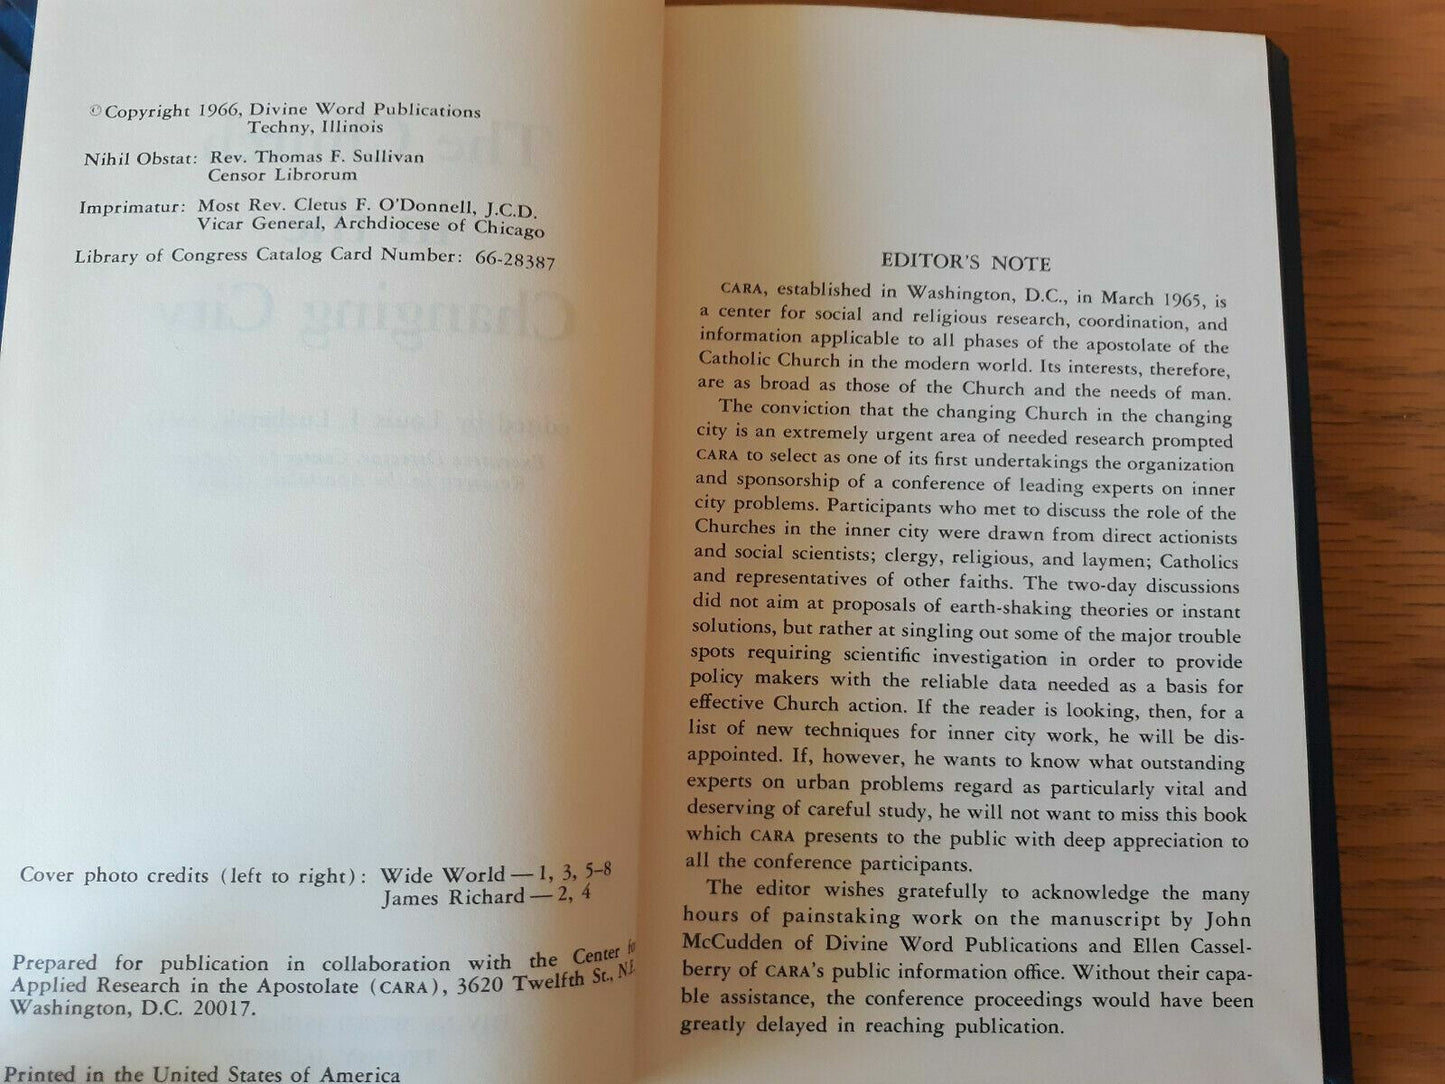 ©Copyright 1966, Divine Word Publications
Techny, Illinois
Nihil Obstat: Rev. Thomas F. Sullivan
Censor Librorum
Imprimatur: Most Rev. Cletus F. O'Donnell, J.C.D.
Vicar General, Archdiocese of Chicago
Library of Congress Catalog Card Number: 66-28387
Cover photo credits (left to right): Wide World — 1, 3, 5–8
James Richard — 2, 4
Prepared for publication in collaboration with the Center for
Applied Research in the Apostolate (CARA), 3620 Twelfth St., N.E.
Washington, D.C. 20017.
Printed in the United States of America
EDITOR'S NOTE
CARA, established in Washington, D.C., in March 1965, is
a center for social and religious research, coordination, and
information applicable to all phases of the apostolate of the
Catholic Church in the modern world. Its interests, therefore,
are as broad as those of the Church and the needs of man.
The conviction that the changing Church in the changing
city is an extremely urgent area of needed research prompted
CARA to select as one of its first undertakings the organization
and sponsorship of a conference of leading experts on inner
city problems. Participants who met to discuss the role of the
Churches in the inner city were drawn from direct actionists
and social scientists; clergy, religious, and laymen; Catholics
and representatives of other faiths. The two-day discussions
did not aim at proposals of earth-shaking theories or instant
solutions, but rather at singling out some of the major trouble
spots requiring scientific investigation in order to provide
policy makers with the reliable data needed as a basis for
effective Church action. If the reader is looking, then, for a
list of new techniques for inner city work, he will be dis-
appointed. If, however, he wants to know what outstanding
experts on urban problems regard as particularly vital and
deserving of careful study, he will not want to miss this book
which CARA presents to the public with deep appreciation to
all the conference participants.
The editor wishes gratefully to acknowledge the many
hours of painstaking work on the manuscript by John
McCudden of Divine Word Publications and Ellen Cassel-
berry of CARA's public information office. Without their capa-
ble assistance, the conference proceedings would have been
greatly delayed in reaching publication.